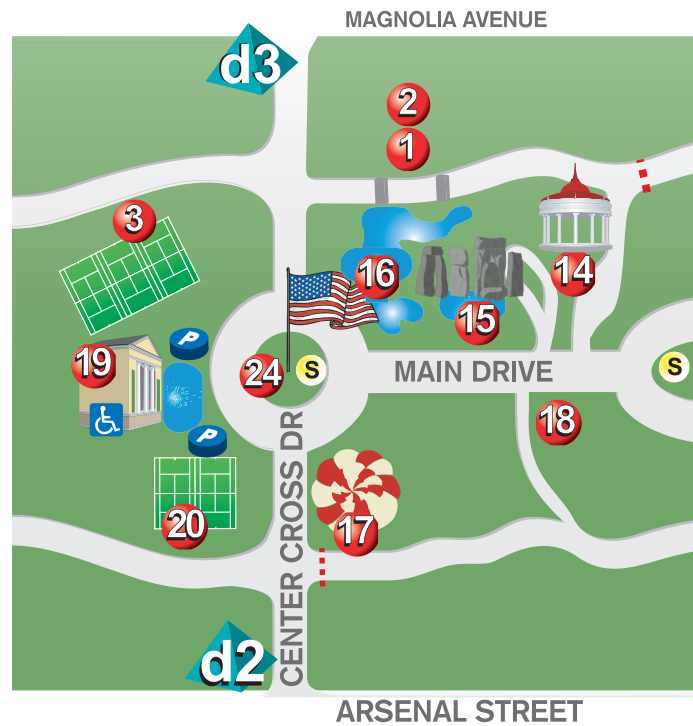 MAGNOLIA AVENUE
d3
2
1
3
16
14
15
19
P
24
S
MAIN DRIVE
S
18
P
20
17
CENTER CROSS DR
d2
ARSENAL STREET